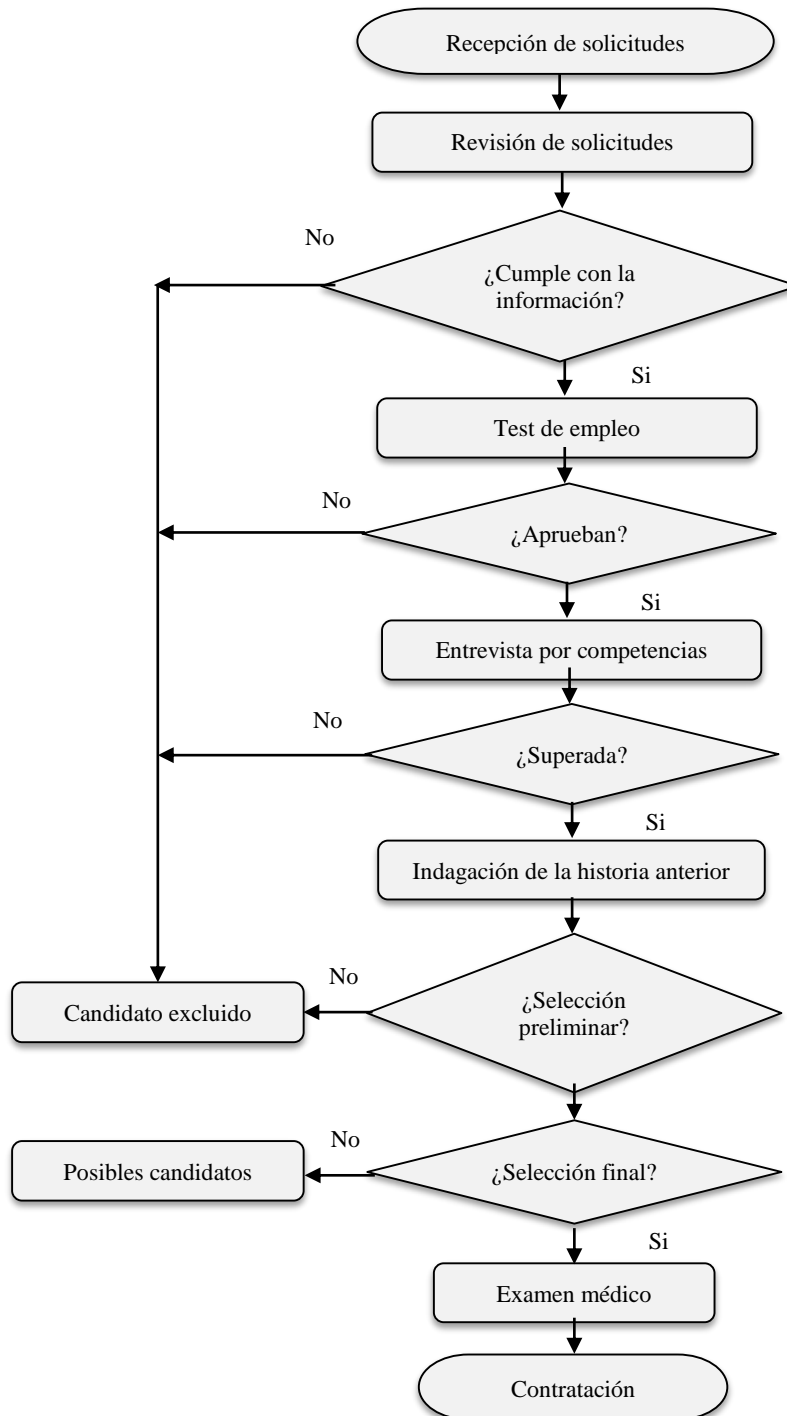 Recepción de solicitudes
Revisión de solicitudes
No
¿Cumple con la
información?
Si
Test de empleo
No
¿Aprueban?
Si
Entrevista por competencias
No
¿Superada?
Si
Indagación de la historia anterior
No
Candidato excluido
¿Selección
preliminar?
No
Posibles candidatos
¿Selección final?
Si
Examen médico
Contratación